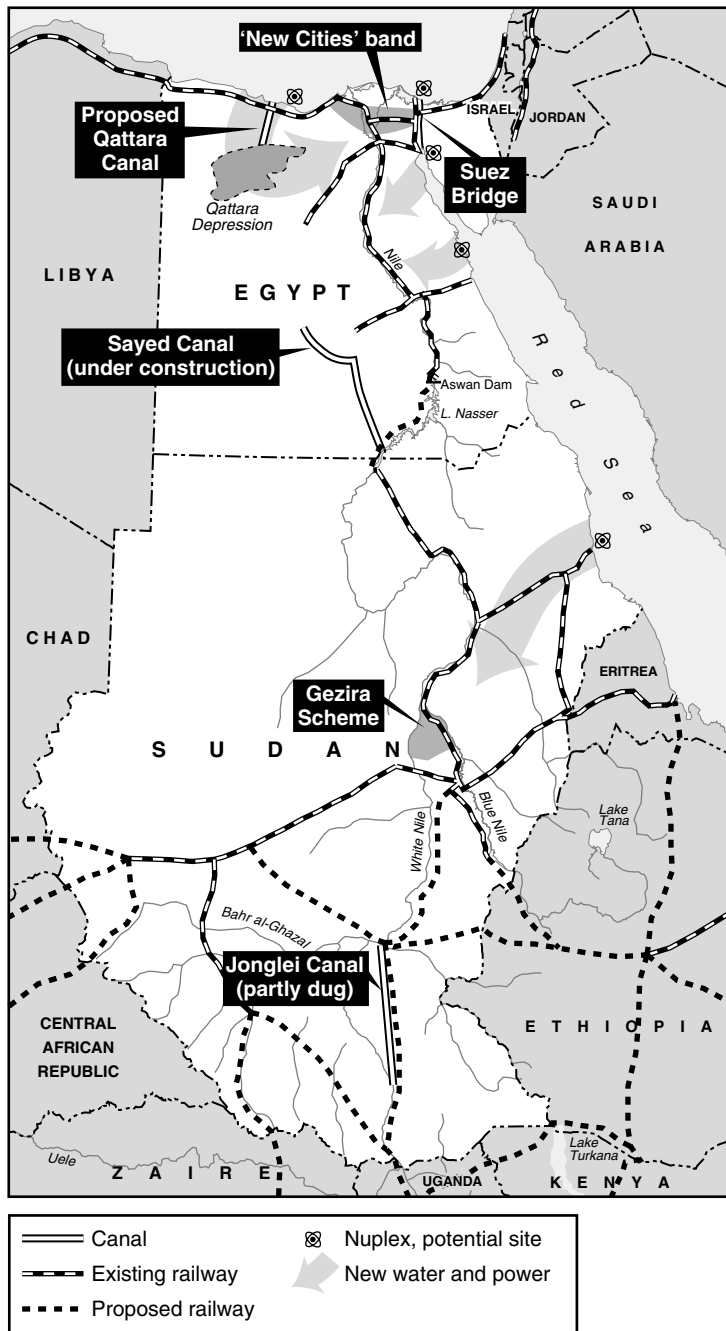 ‘New Cities’ band
Proposed
Qattara
Canal
ISRAEL
JORDAN
Suez
Bridge
Qattara
Depression
SAUDI
ARABIA
LIBYA
Nile
EGYPT
Sayed Canal
(under construction)
Aswan Dam
L. Nasser
Red Sea
CHAD
ERITREA
Gezira
Scheme
SUDAN
White Nile
Blue Nile
Lake
Tana
Bahr al-Ghazal
Jonglei Canal
(partly dug)
CENTRAL
AFRICAN
REPUBLIC
ETHIOPIA
Uele
ZAIRE
UGANDA
Lake
Turkana
KENYA
Canal
Nuplex, potential site
Existing railway
New water and power
Proposed railway